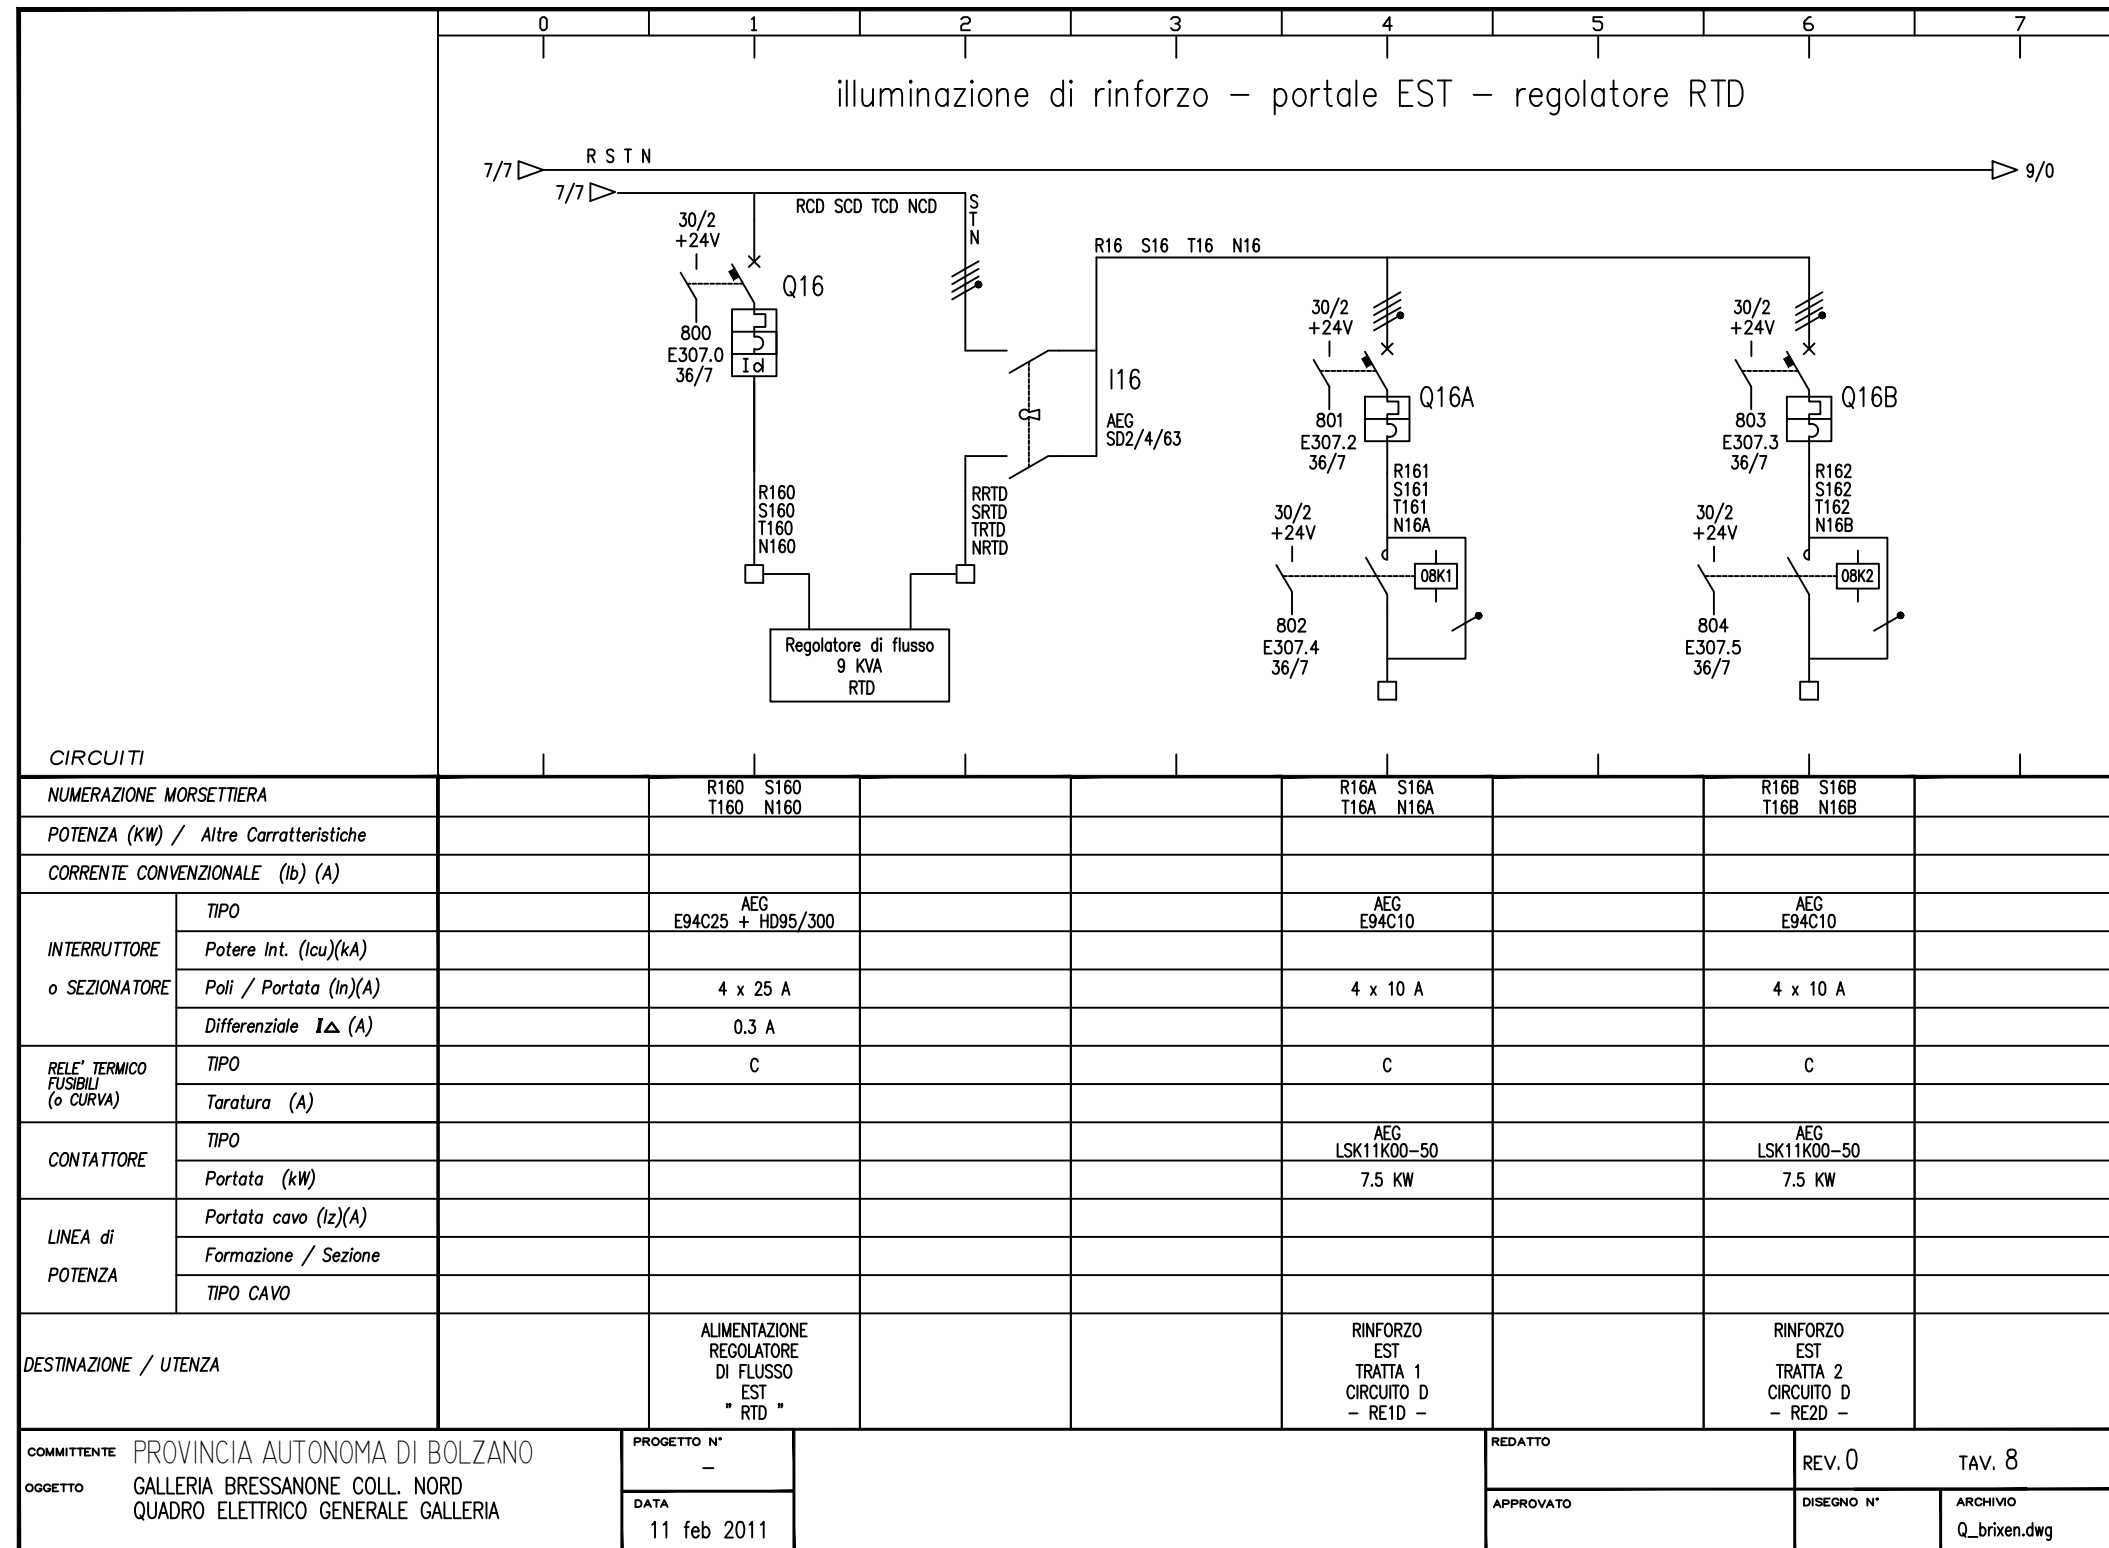 0 1 2 3 4 5 6 7
illuminazione di rinforzo – portale EST – regolatore RTD
7/7 R S T N 9/0
7/7 RCD SCD TCD NCD
S
T
N
30/2
+24V
Q16
800
E307.0
36/7
Id
R160
S160
T160
N160
R16 S16 T16 N16
I16
AEG
SD2/4/63
RRTD
SRTD
TRTD
NRTD
Regolatore di flusso
9 KVA
RTD
30/2
+24V
Q16A
801
E307.2
36/7
R161
S161
T161
N16A
30/2
+24V
08K1
802
E307.4
36/7
30/2
+24V
Q16B
803
E307.3
36/7
R162
S162
T162
N16B
30/2
+24V
08K2
804
E307.5
36/7
CIRCUITI
NUMERAZIONE MORSETTIERA
R160 S160
T160 N160
R16A S16A
T16A N16A
R16B S16B
T16B N16B
POTENZA (KW) / Altre Carratteristiche
CORRENTE CONVENZIONALE (Ib) (A)
INTERRUTTORE
o SEZIONATORE
TIPO
AEG
E94C25 + HD95/300
AEG
E94C10
AEG
E94C10
Potere Int. (Icu)(kA)
Poli / Portata (In)(A) 4 x 25 A 4 x 10 A 4 x 10 A
Differenziale I△ (A) 0.3 A
RELE' TERMICO
FUSIBILI
(o CURVA)
TIPO C C C
Taratura (A)
CONTATTORE
TIPO
AEG
LSK11K00–50
AEG
LSK11K00–50
Portata (kW) 7.5 KW 7.5 KW
LINEA di
POTENZA
Portata cavo (Iz)(A)
Formazione / Sezione
TIPO CAVO
DESTINAZIONE / UTENZA
ALIMENTAZIONE
REGOLATORE
DI FLUSSO
EST
" RTD "
RINFORZO
EST
TRATTA 1
CIRCUITO D
– RE1D –
RINFORZO
EST
TRATTA 2
CIRCUITO D
– RE2D –
COMMITTENTE PROVINCIA AUTONOMA DI BOLZANO
OGGETTO GALLERIA BRESSANONE COLL. NORD
QUADRO ELETTRICO GENERALE GALLERIA
PROGETTO N°
–
DATA
11 feb 2011
REDATTO
APPROVATO
REV. 0 TAV. 8
DISEGNO N°
ARCHIVIO
Q_brixen.dwg